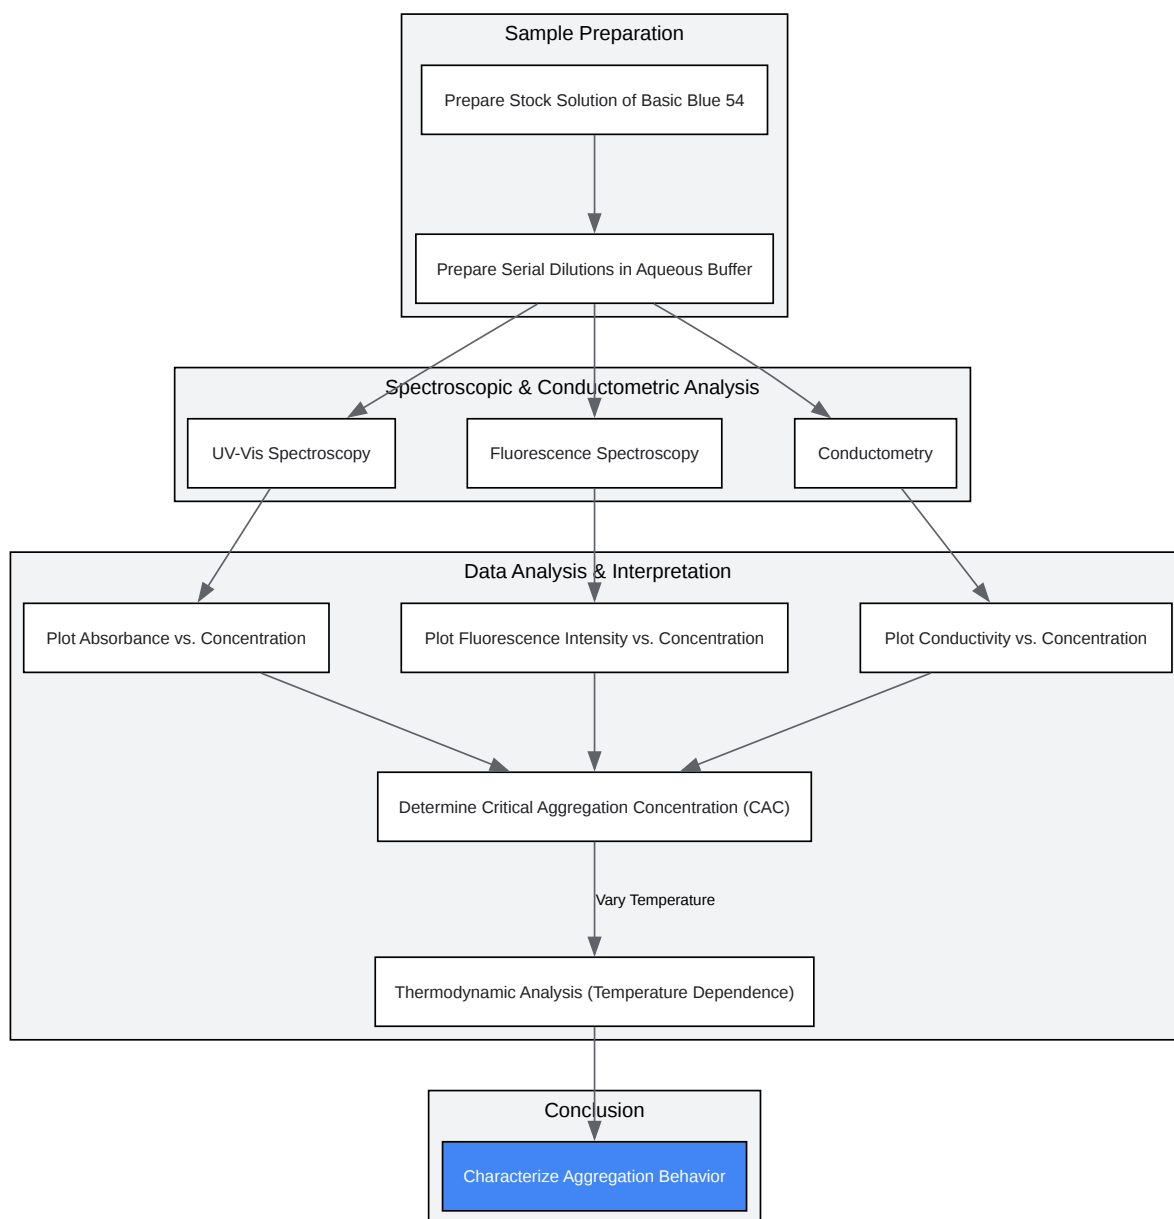 Sample Preparation
Prepare Stock Solution of Basic Blue 54
Prepare Serial Dilutions in Aqueous Buffer
Spectroscopic & Conductometric Analysis
UV-Vis Spectroscopy
Fluorescence Spectroscopy
Conductometry
Data Analysis & Interpretation
Plot Absorbance vs. Concentration
Plot Fluorescence Intensity vs. Concentration
Plot Conductivity vs. Concentration
Determine Critical Aggregation Concentration (CAC)
Vary Temperature
Thermodynamic Analysis (Temperature Dependence)
Conclusion
Characterize Aggregation Behavior